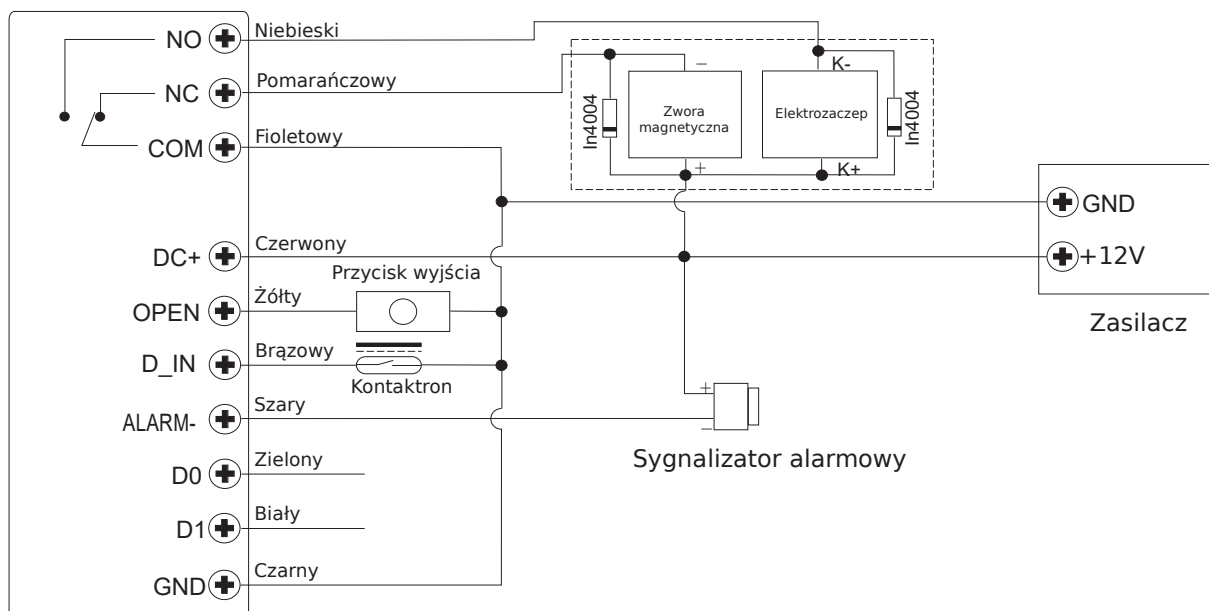 NO Niebieski
NC Pomarańczowy
COM Fioletowy
DC+ Czerwony
OPEN Żółty
D_IN Brązowy
ALARM- Szary
D0 Zielony
D1 Biały
GND Czarny
Przycisk wyjścia
Kontaktron
In4004
−
Zwora
magnetyczna
+
K-
Elektrozaczep
K+
In4004
GND
+12V
Zasilacz
+
−
Sygnalizator alarmowy